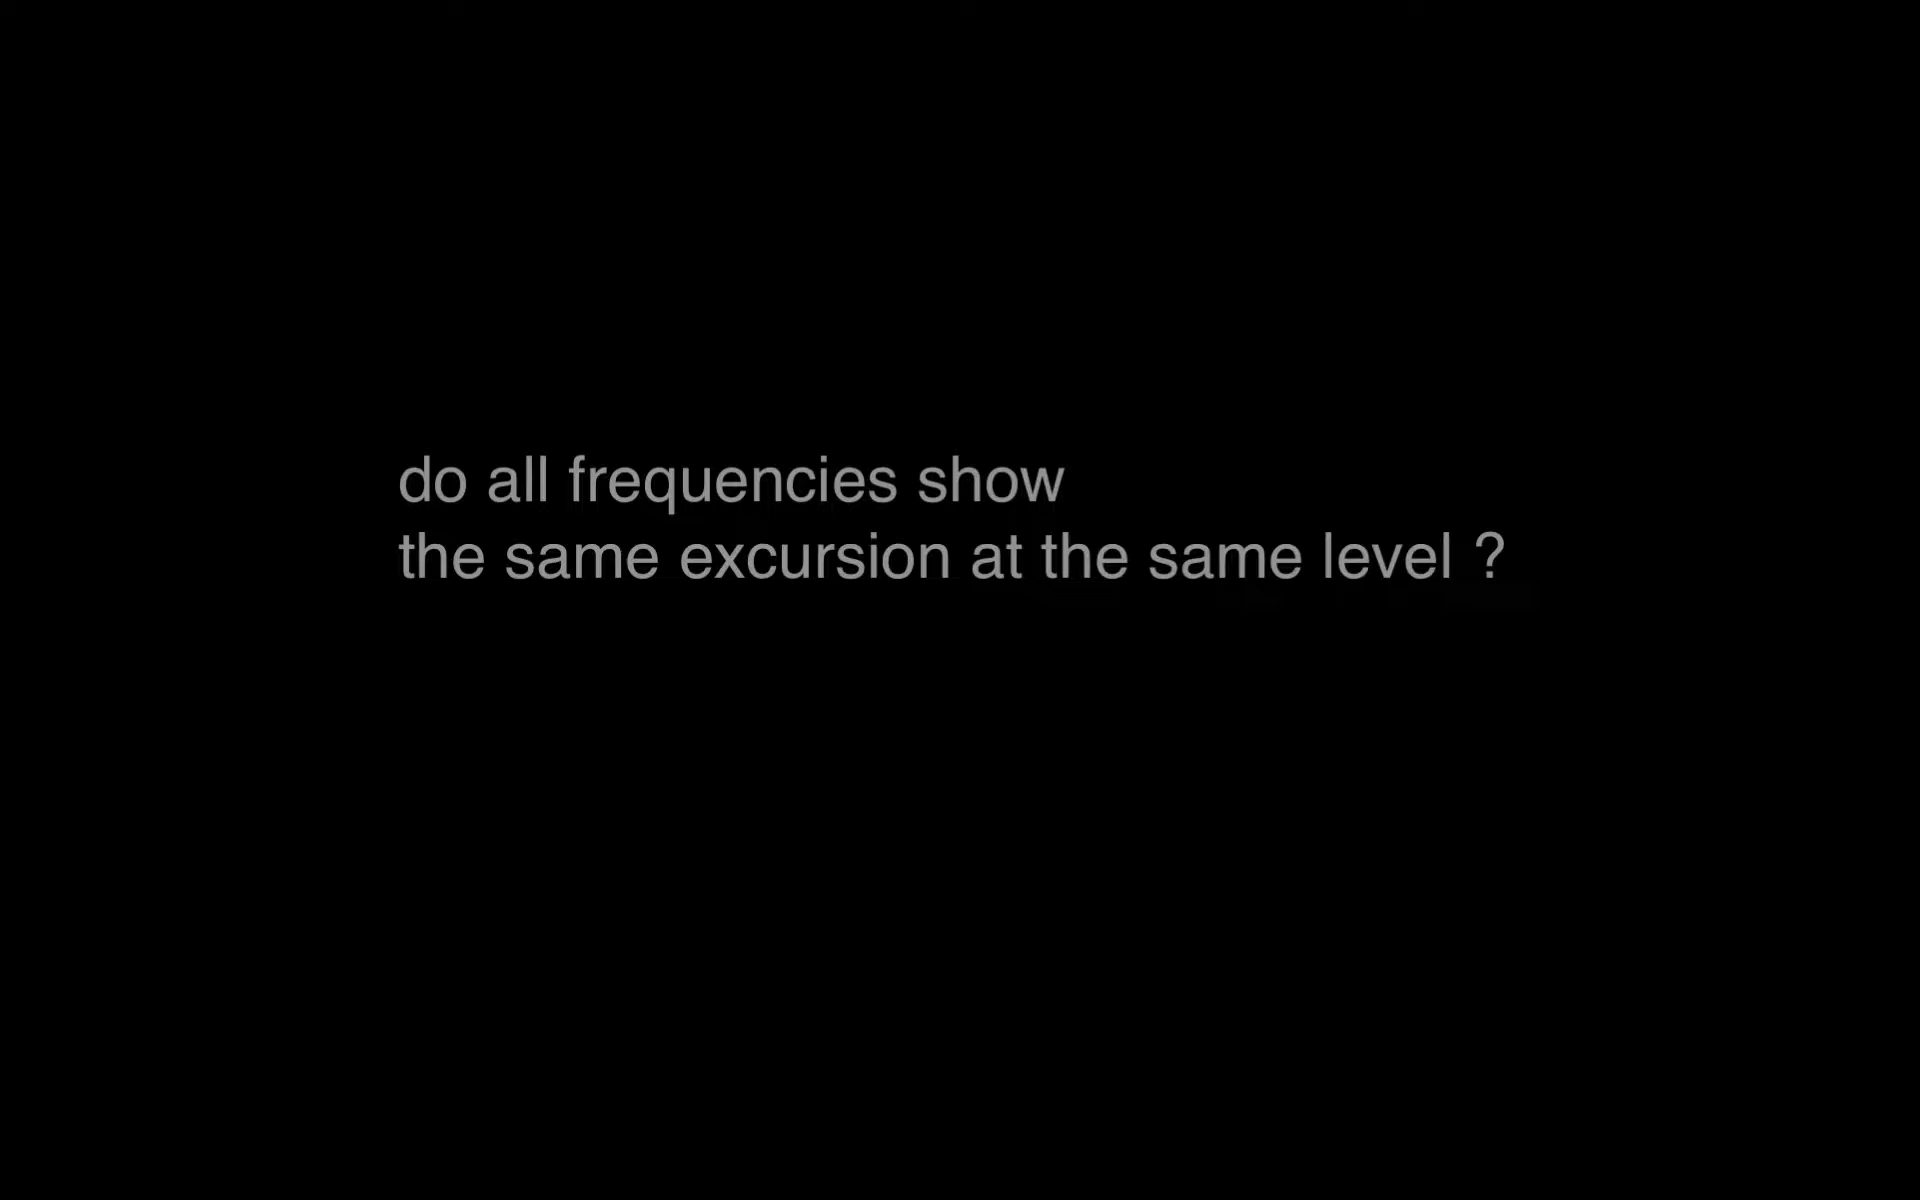 do all frequencies show
the same excursion at the same level ?